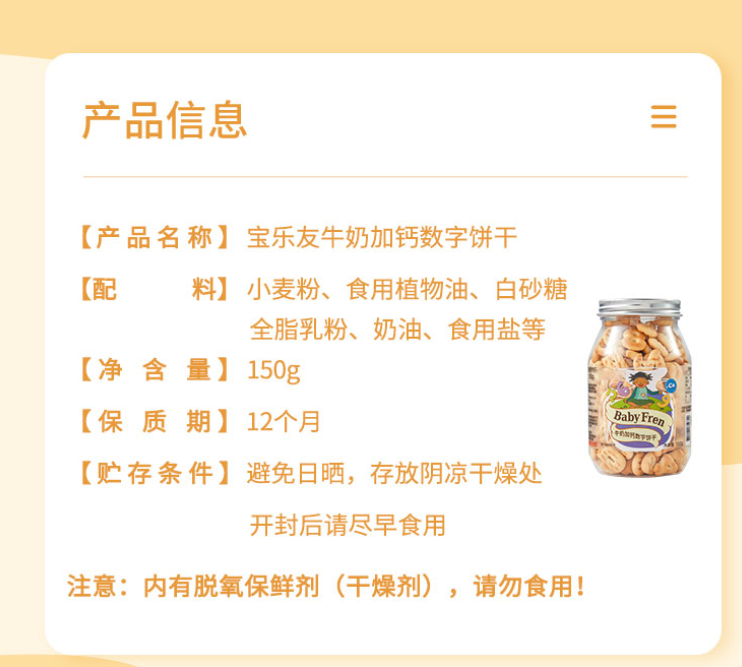 产品信息
【产品名称】宝乐友牛奶加钙数字饼干
【配料】小麦粉、食用植物油、白砂糖
全脂乳粉、奶油、食用盐等
【净含量】150g
【保质期】12个月
【贮存条件】避免日晒，存放阴凉干燥处
开封后请尽早食用
Baby Fren
牛奶加钙数字饼干
注意：内有脱氧保鲜剂（干燥剂），请勿食用！